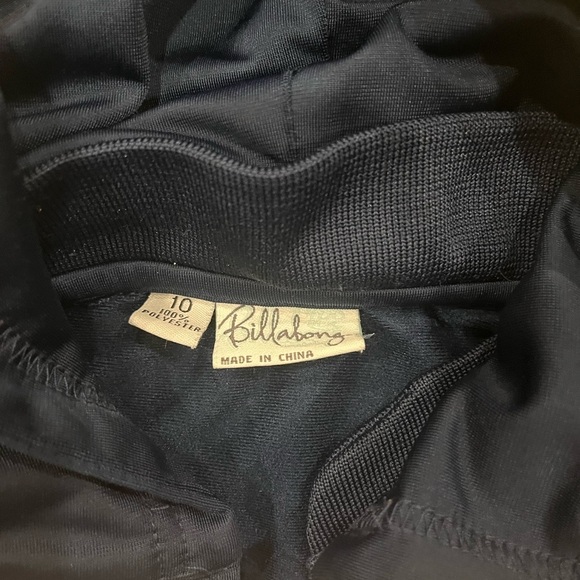 10
100%
POLYESTER
Billabong
MADE IN CHINA